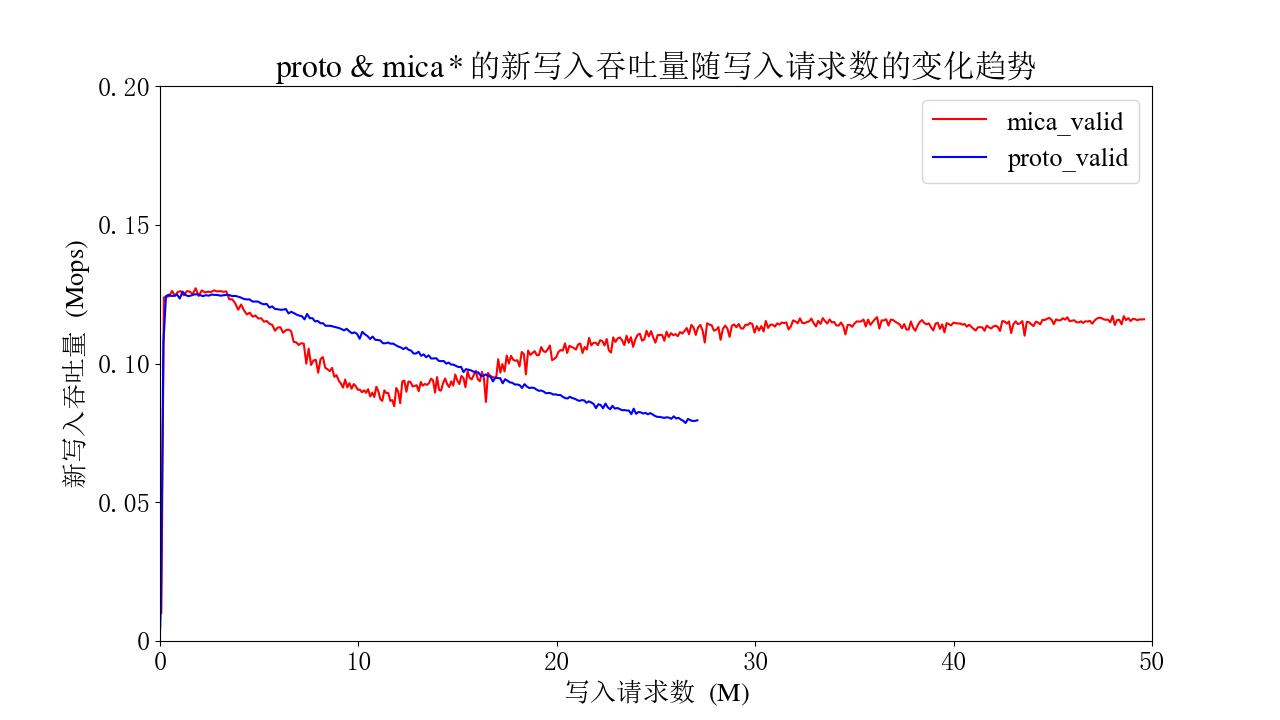 proto & mica * 的新写入吞吐量随写入请求数的变化趋势
mica_valid
proto_valid
新写入吞吐量 (Mops)
0.20
0.15
0.10
0.05
0
0 10 20 30 40 50
写入请求数 (M)